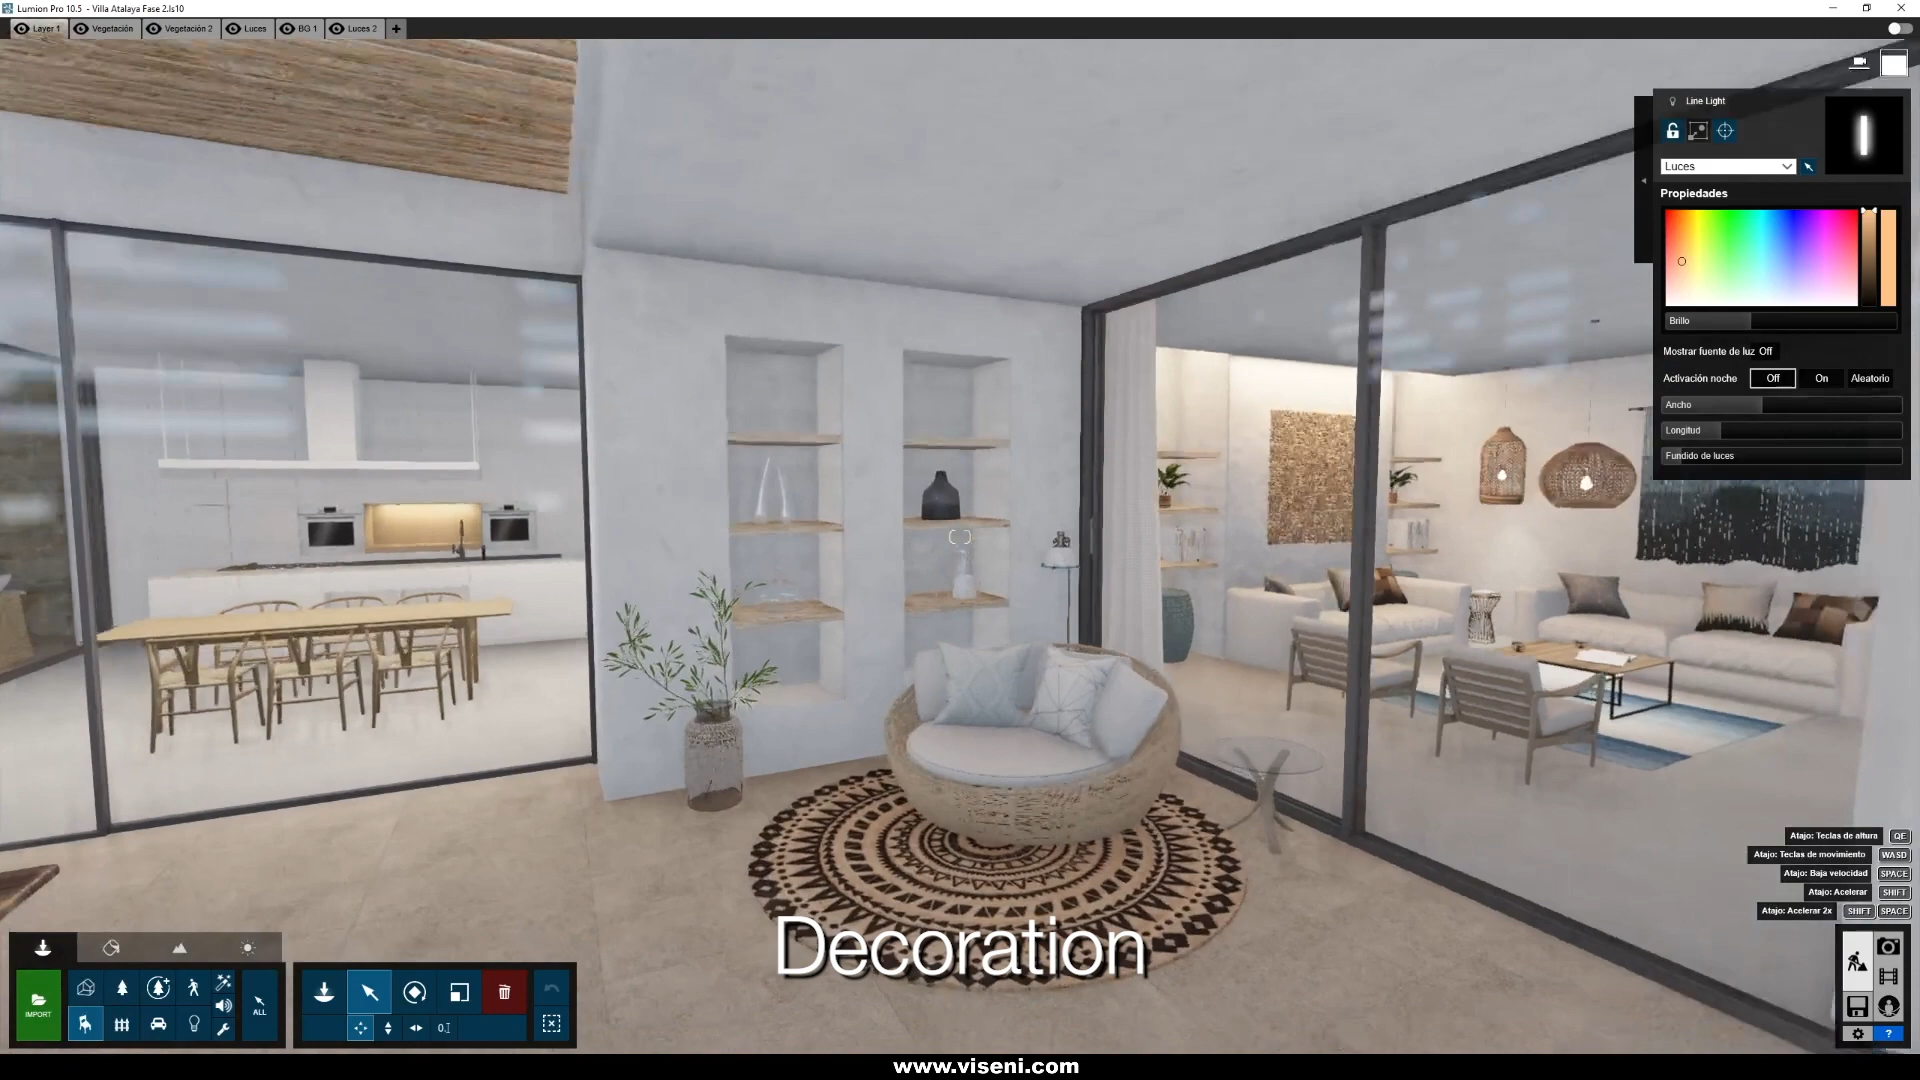 Lumion Pro 10.5 - Villa Atalaya Fase 2.ls10
Layer 1
Vegetación
Vegetación 2
Luces
BG 1
Luces 2
+
Line Light
Luces
Propiedades
Brillo
Mostrar fuente de luz Off
Activación noche Off On Aleatorio
Ancho
Longitud
Fundido de luces
Atajo: Teclas de altura QE
Atajo: Teclas de movimiento WASD
Atajo: Baja velocidad SPACE
Atajo: Acelerar SHIFT
Atajo: Acelerar 2x SHIFT SPACE
Decoration
IMPORT
ALL
?
www.viseni.com